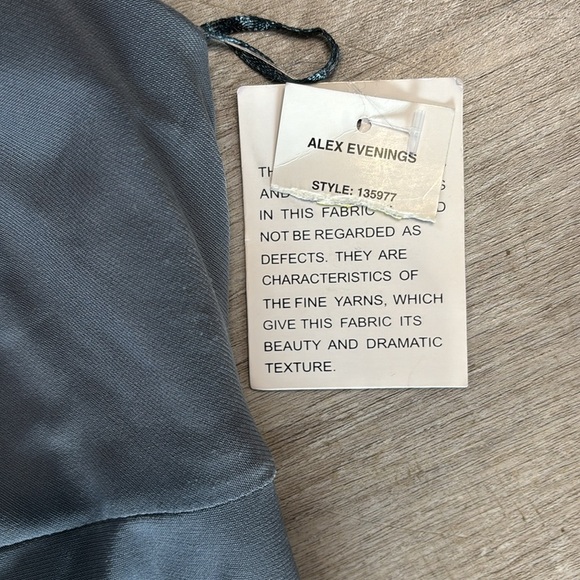 ALEX EVENINGS
STYLE: 135977
AND
IN THIS FABRIC
NOT BE REGARDED AS
DEFECTS. THEY ARE
CHARACTERISTICS OF
THE FINE YARNS, WHICH
GIVE THIS FABRIC ITS
BEAUTY AND DRAMATIC
TEXTURE.